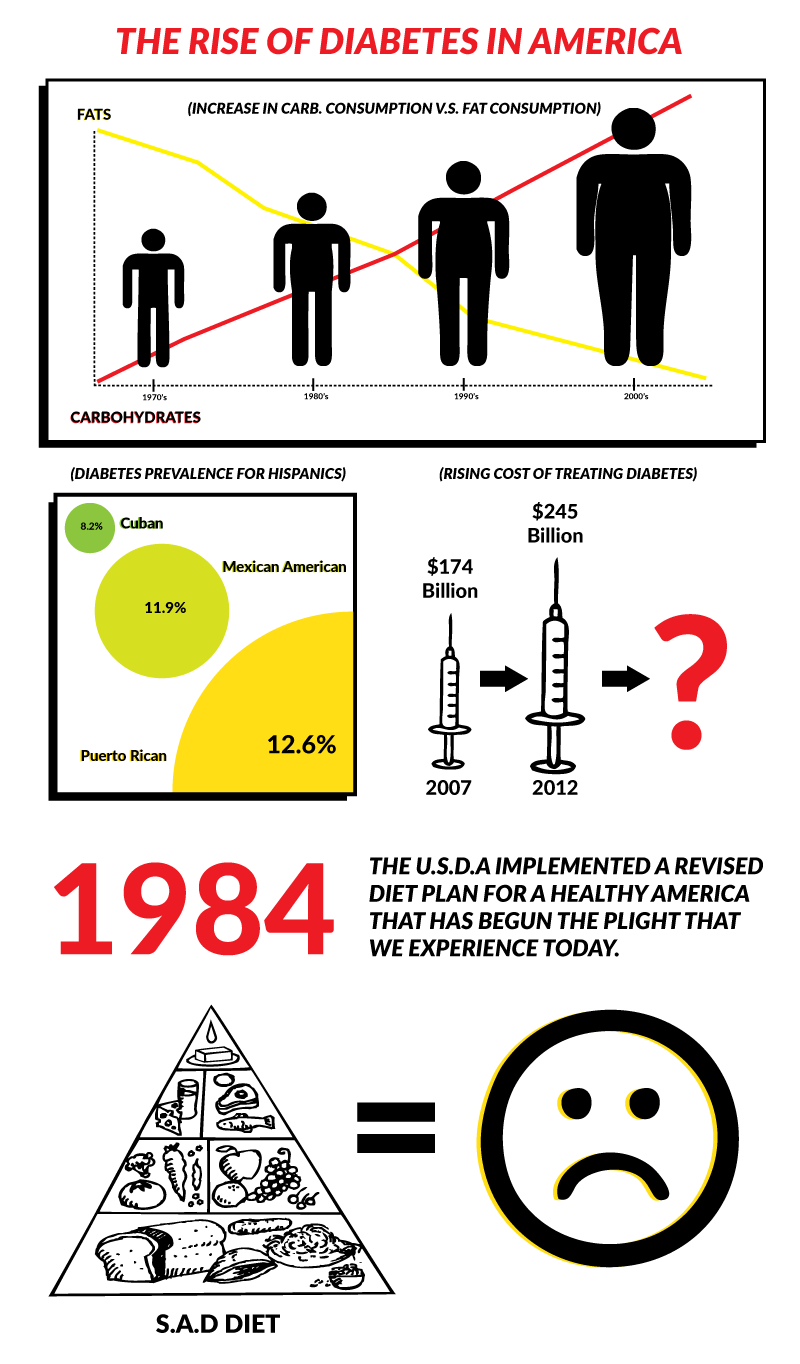 THE RISE OF DIABETES IN AMERICA
(INCREASE IN CARB. CONSUMPTION V.S. FAT CONSUMPTION)
FATS
1970's
1980's
1990's
2000's
CARBOHYDRATES
(DIABETES PREVALENCE FOR HISPANICS)
8.2%
Cuban
Mexican American
11.9%
12.6%
Puerto Rican
(RISING COST OF TREATING DIABETES)
$245
Billion
$174
Billion
?
2007
2012
1984
THE U.S.D.A IMPLEMENTED A REVISED
DIET PLAN FOR A HEALTHY AMERICA
THAT HAS BEGUN THE PLIGHT THAT
WE EXPERIENCE TODAY.
=
S.A.D DIET